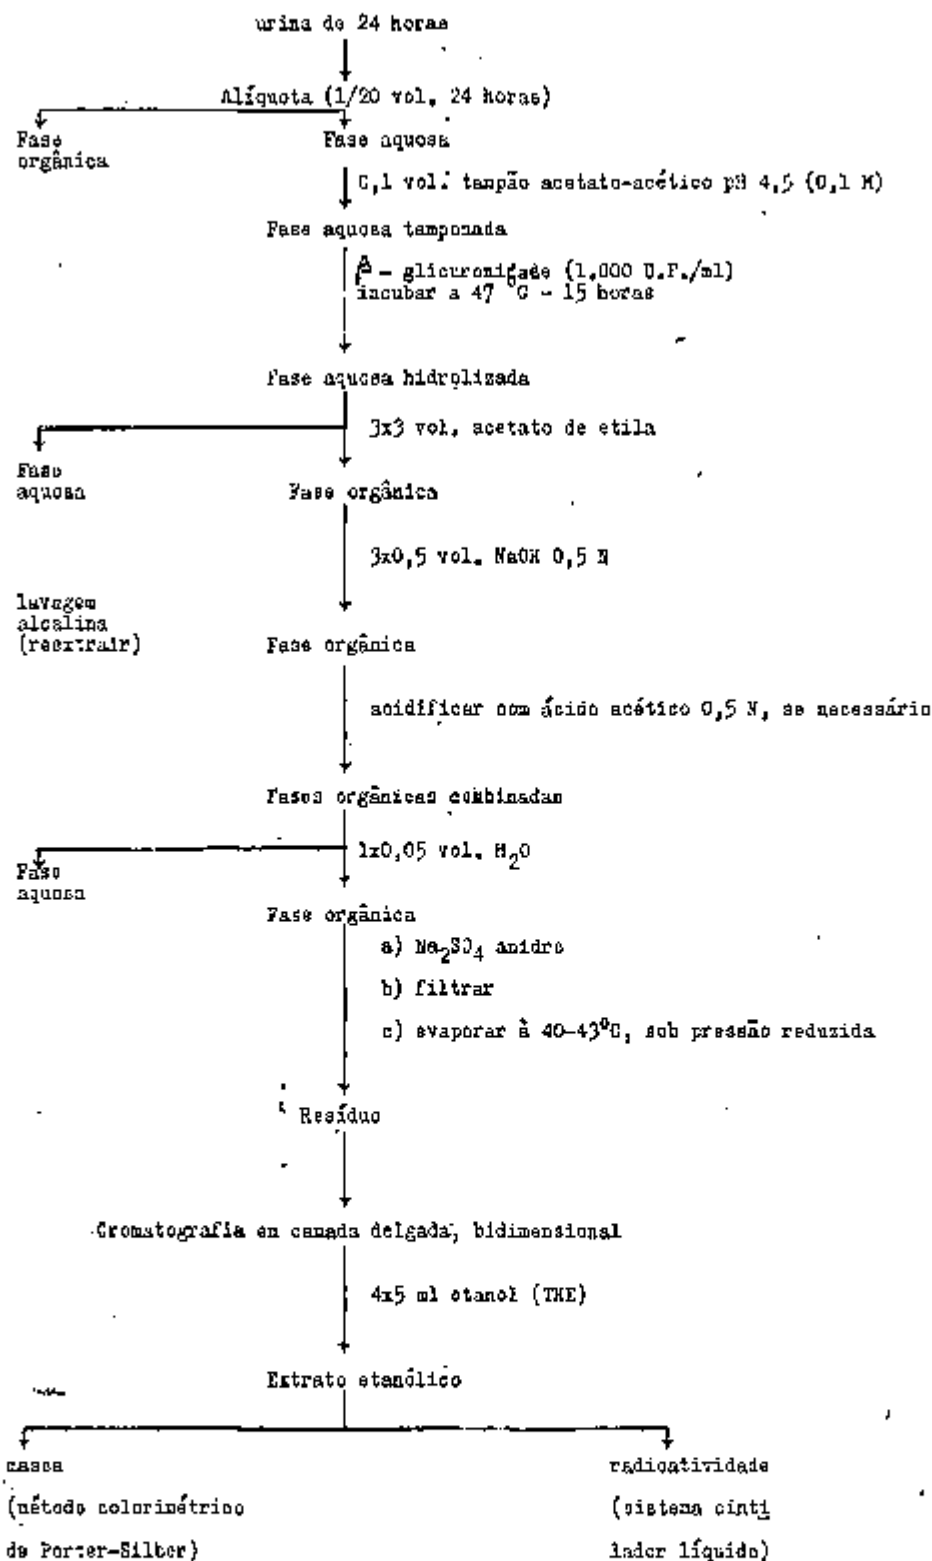 urina de 24 horas
Alíquota (1/20 vol. 24 horas)
Fase
orgânica
Fase aquosa
0,1 vol. tampão acetato-acético pH 4,5 (0,1 M)
Fase aquosa tamponada
β - glicuronidade (1.000 U.F./ml)
incubar a 47 °C - 15 horas
Fase aquosa hidrolizada
3x3 vol. acetato de etila
Fase
aquosa
Fase orgânica
3x0,5 vol. NaOH 0,5 N
lavagem
alcalina
(reextrair)
Fase orgânica
acidificar com ácido acético 0,5 N, se necessário
Fases orgânicas combinadas
1x0,05 vol. H2O
Fase
aquosa
Fase orgânica
a) Na2SO4 anidro
b) filtrar
c) evaporar à 40-43°C, sob pressão reduzida
Resíduo
Cromatografia em camada delgada, bidimensional
4x5 ml etanol (THE)
Extrato etanólico
massa
radioatividade
(método colorimétrico
(sistema cinti
de Porter-Silber)
lador líquido)